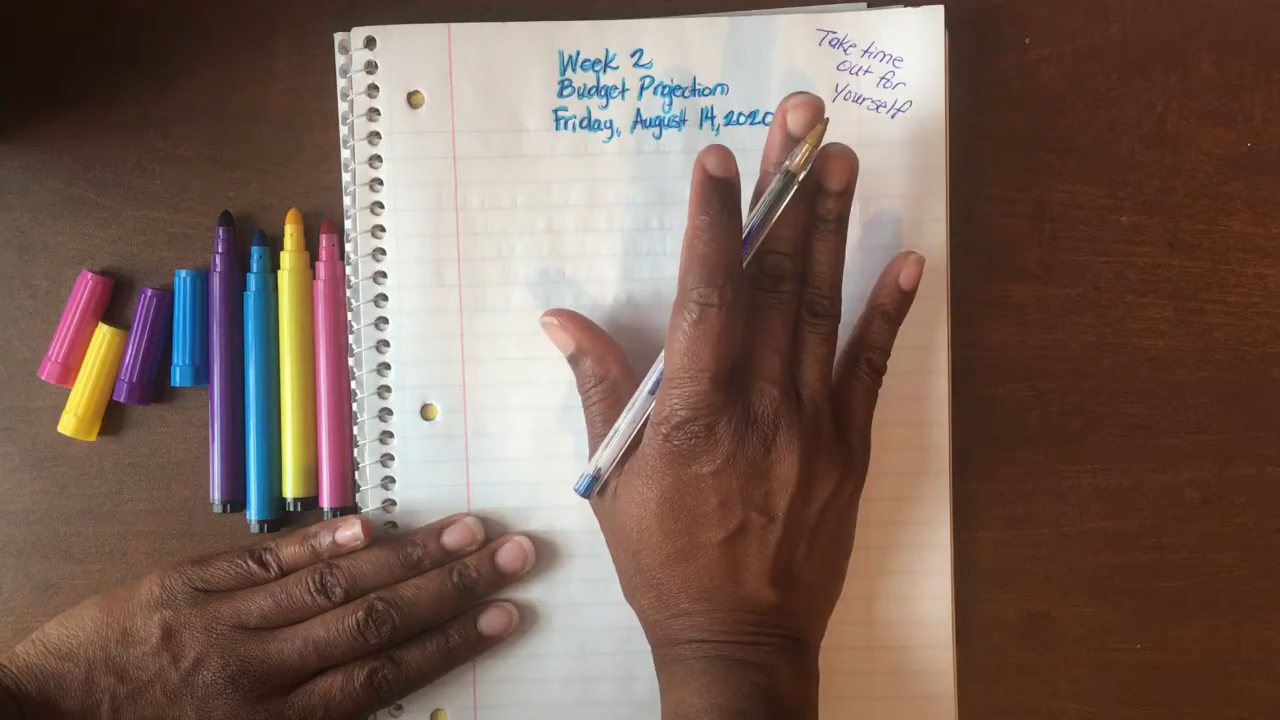 Week 2
Budget Projection
Friday, August 14, 2020
Take time
out for
Yourself